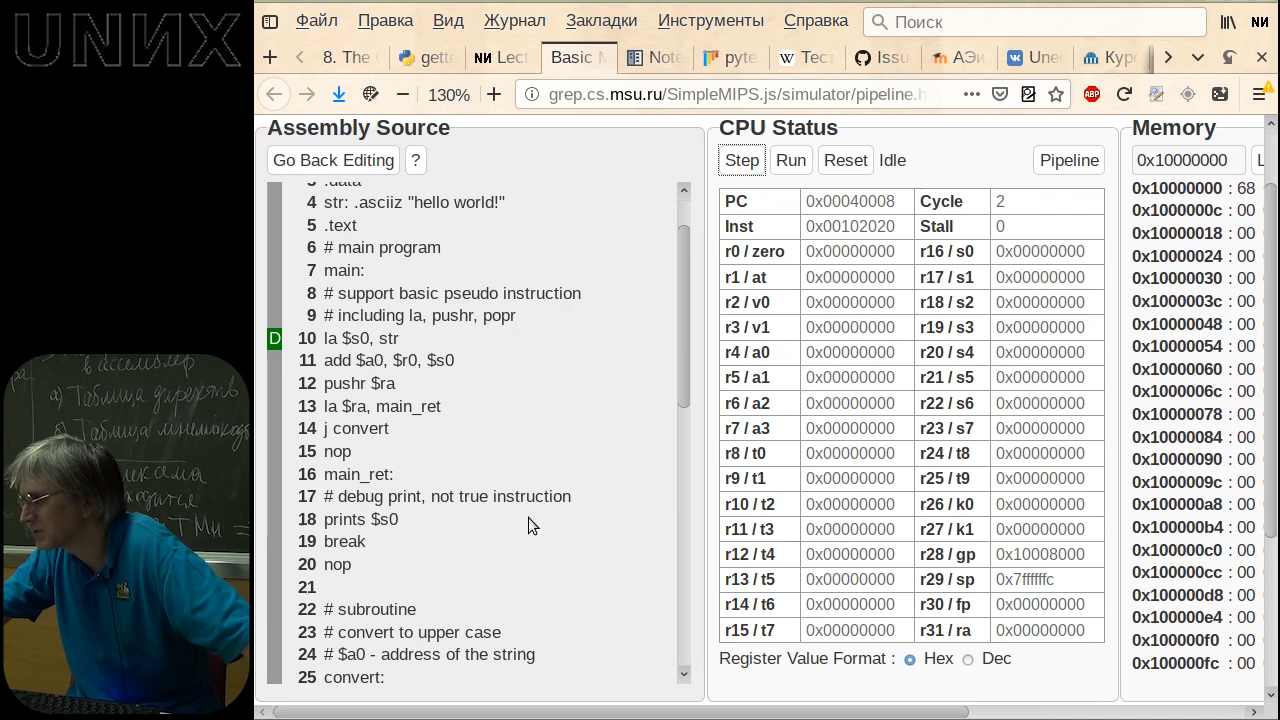 UNИX
Файл Правка Вид Журнал Закладки Инструменты Справка Поиск
8. The gette Lect Basic M Note pyte Тест Issu АЭи Unec Курс
130% grep.cs.msu.ru/SimpleMIPS.js/simulator/pipeline.h ABP
Assembly Source
Go Back Editing ?
3 .data
4 str: .asciiz "hello world!"
5 .text
6 # main program
7 main:
8 # support basic pseudo instruction
9 # including la, pushr, popr
D 10 la $s0, str
11 add $a0, $r0, $s0
12 pushr $ra
13 la $ra, main_ret
14 j convert
15 nop
16 main_ret:
17 # debug print, not true instruction
18 prints $s0
19 break
20 nop
21
22 # subroutine
23 # convert to upper case
24 # $a0 - address of the string
25 convert:
CPU Status
Step Run Reset Idle Pipeline
PC 0x00040008 Cycle 2
Inst 0x00102020 Stall 0
r0 / zero 0x00000000 r16 / s0 0x00000000
r1 / at 0x00000000 r17 / s1 0x00000000
r2 / v0 0x00000000 r18 / s2 0x00000000
r3 / v1 0x00000000 r19 / s3 0x00000000
r4 / a0 0x00000000 r20 / s4 0x00000000
r5 / a1 0x00000000 r21 / s5 0x00000000
r6 / a2 0x00000000 r22 / s6 0x00000000
r7 / a3 0x00000000 r23 / s7 0x00000000
r8 / t0 0x00000000 r24 / t8 0x00000000
r9 / t1 0x00000000 r25 / t9 0x00000000
r10 / t2 0x00000000 r26 / k0 0x00000000
r11 / t3 0x00000000 r27 / k1 0x00000000
r12 / t4 0x00000000 r28 / gp 0x10008000
r13 / t5 0x00000000 r29 / sp 0x7ffffffc
r14 / t6 0x00000000 r30 / fp 0x00000000
r15 / t7 0x00000000 r31 / ra 0x00000000
Register Value Format : Hex Dec
Memory
0x10000000 L
0x10000000 : 68
0x1000000c : 00
0x10000018 : 00
0x10000024 : 00
0x10000030 : 00
0x1000003c : 00
0x10000048 : 00
0x10000054 : 00
0x10000060 : 00
0x1000006c : 00
0x10000078 : 00
0x10000084 : 00
0x10000090 : 00
0x1000009c : 00
0x100000a8 : 00
0x100000b4 : 00
0x100000c0 : 00
0x100000cc : 00
0x100000d8 : 00
0x100000e4 : 00
0x100000f0 : 00
0x100000fc : 00
в ассемблер
а) Таблица директив
Таблица мнемокод
лексема